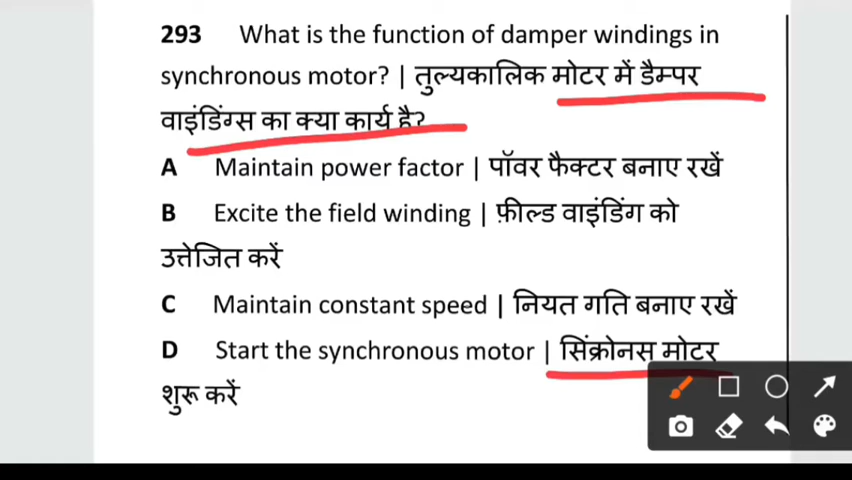 293 What is the function of damper windings in
synchronous motor? | तुल्यकालिक मोटर में डैम्पर
वाइंडिंग्स का क्या कार्य है?
A Maintain power factor | पॉवर फैक्टर बनाए रखें
B Excite the field winding | फ़ील्ड वाइंडिंग को
उत्तेजित करें
C Maintain constant speed | नियत गति बनाए रखें
D Start the synchronous motor | सिंक्रोनस मोटर
शुरू करें